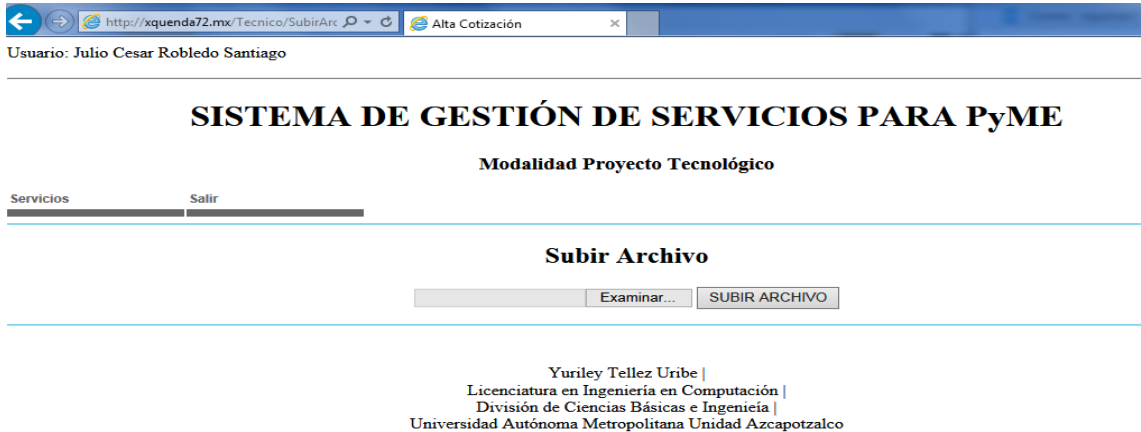 http://xquenda72.mx/Tecnico/SubirArc
Alta Cotización
Usuario: Julio Cesar Robledo Santiago
SISTEMA DE GESTIÓN DE SERVICIOS PARA PyME
Modalidad Proyecto Tecnológico
Servicios Salir
Subir Archivo
Examinar... SUBIR ARCHIVO
Yuriley Tellez Uribe |
Licenciatura en Ingeniería en Computación |
División de Ciencias Básicas e Ingenieía |
Universidad Autónoma Metropolitana Unidad Azcapotzalco